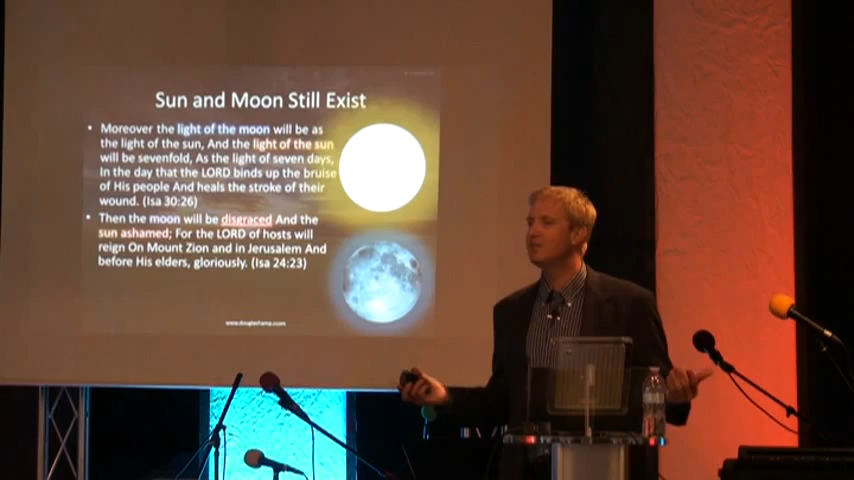 Sun and Moon Still Exist
• Moreover the light of the moon will be as
the light of the sun, And the light of the sun
will be sevenfold, As the light of seven days,
In the day that the LORD binds up the bruise
of His people And heals the stroke of their
wound. (Isa 30:26)
• Then the moon will be disgraced And the
sun ashamed; For the LORD of hosts will
reign On Mount Zion and in Jerusalem And
before His elders, gloriously. (Isa 24:23)
www.doughamp.com